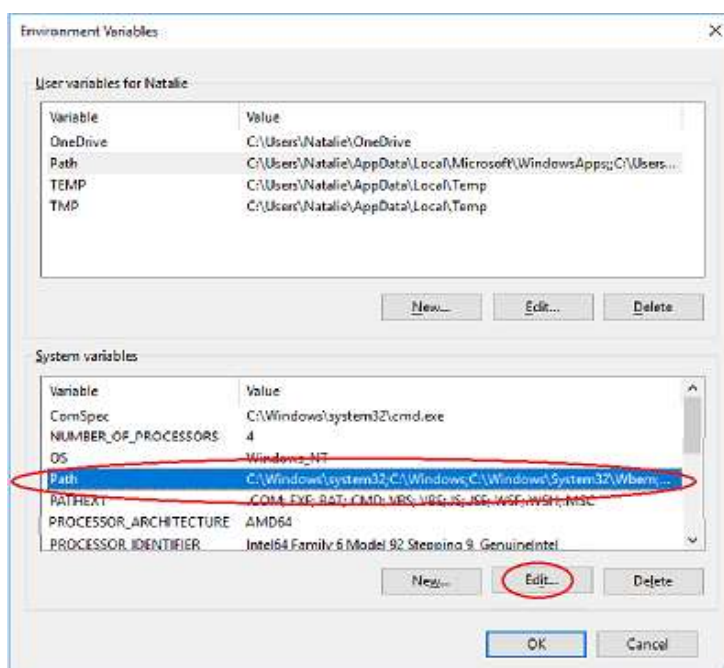 Environment Variables
User variables for Natalie
Variable Value
OneDrive C:\Users\Natalie\OneDrive
Path C:\Users\Natalie\AppData\Local\Microsoft\WindowsApps;;C:\Users...
TEMP C:\Users\Natalie\AppData\Local\Temp
TMP C:\Users\Natalie\AppData\Local\Temp
New... Edit... Delete
System variables
Variable Value
ComSpec C:\Windows\system32\cmd.exe
NUMBER_OF_PROCESSORS 4
OS Windows_NT
Path C:\Windows\system32;C:\Windows;C:\Windows\System32\Wbem;...
PATHEXT .COM;.EXE;.BAT;.CMD;.VBS;.VBE;.JS;.JSE;.WSF;.WSH;.MSC
PROCESSOR_ARCHITECTURE AMD64
PROCESSOR_IDENTIFIER Intel64 Family 6 Model 92 Stepping 9, GenuineIntel
New... Edit... Delete
OK Cancel